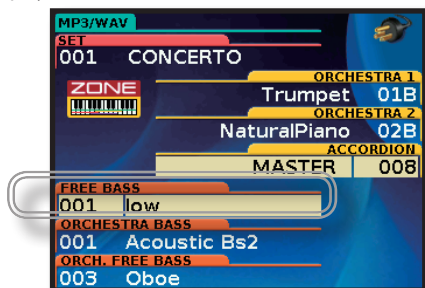 MP3/WAV
SET
001 CONCERTO
ZONE
ORCHESTRA 1
Trumpet 01B
ORCHESTRA 2
NaturalPiano 02B
ACCORDION
MASTER 008
FREE BASS
001 low
ORCHESTRA BASS
001 Acoustic Bs2
ORCH. FREE BASS
003 Oboe